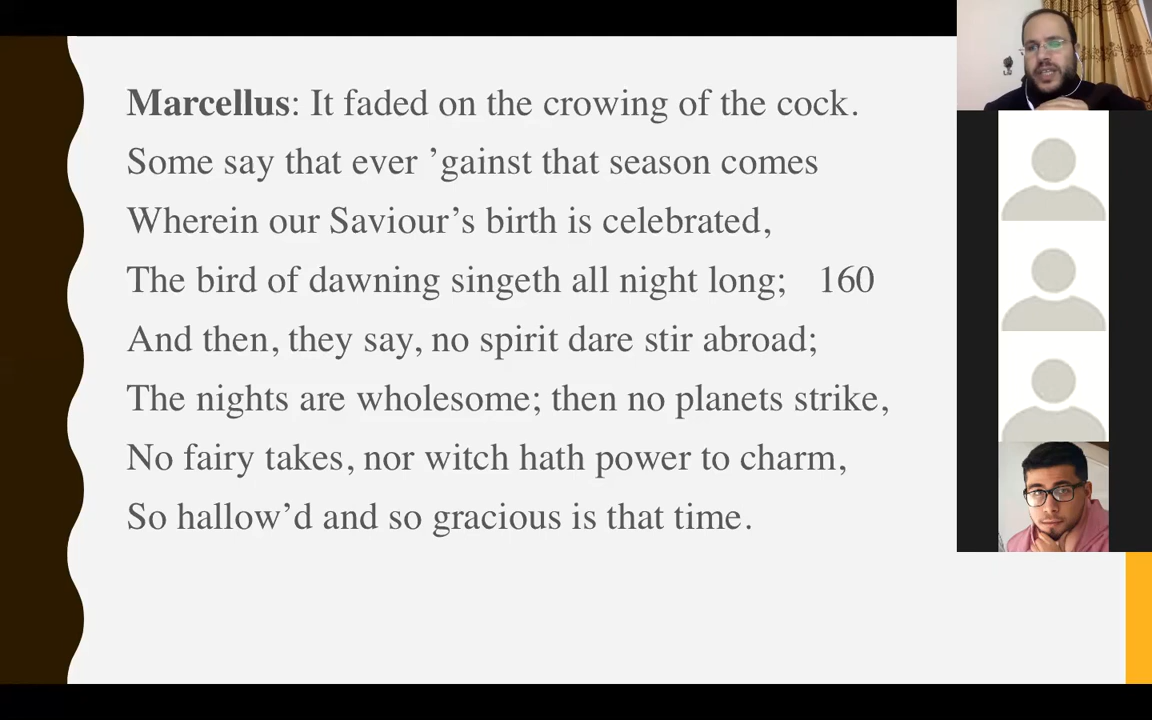 Marcellus: It faded on the crowing of the cock.
Some say that ever ’gainst that season comes
Wherein our Saviour’s birth is celebrated,
The bird of dawning singeth all night long; 160
And then, they say, no spirit dare stir abroad;
The nights are wholesome; then no planets strike,
No fairy takes, nor witch hath power to charm,
So hallow’d and so gracious is that time.